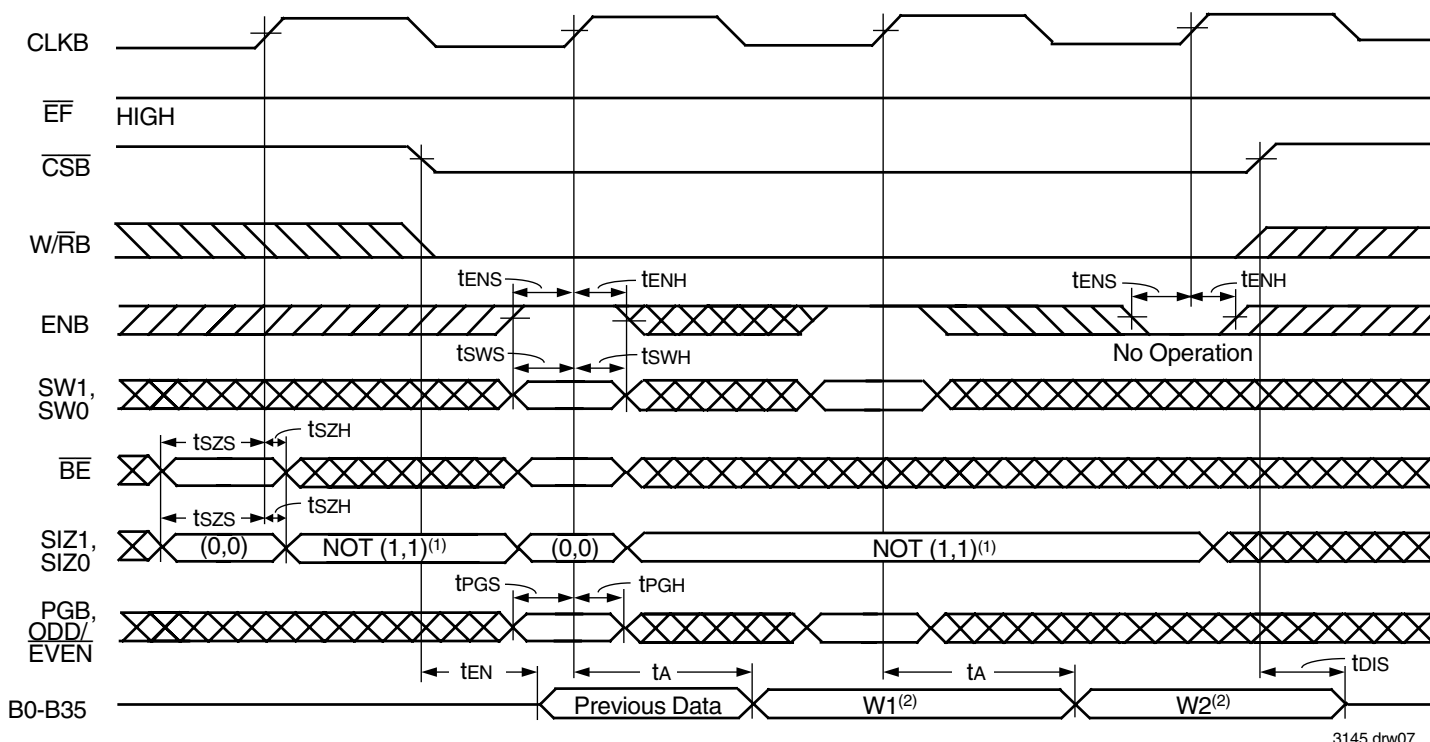 CLKB
EF
HIGH
CSB
W/RB
tENS tENH tENS tENH
ENB
No Operation
tSWS tSWH
SW1,
SW0
tSZS tSZH
BE
tSZS tSZH
SIZ1,
SIZ0
(0,0) NOT (1,1)(1) (0,0) NOT (1,1)(1)
tPGS tPGH
PGB,
ODD/
EVEN
tEN tA tA tDIS
B0-B35 Previous Data W1(2) W2(2)
3145 drw07